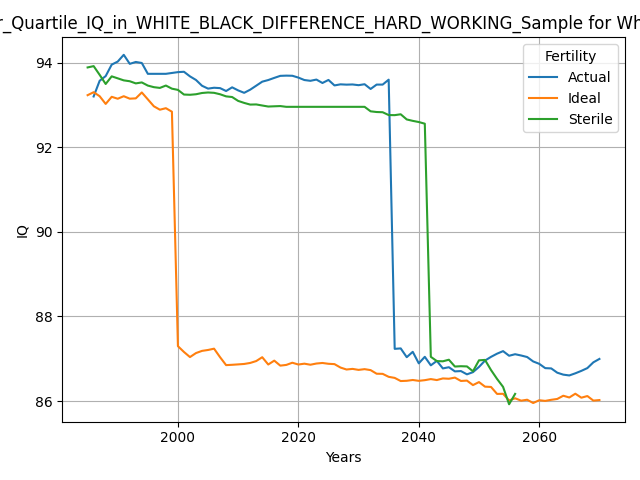 r_Quartile_IQ_in_WHITE_BLACK_DIFFERENCE_HARD_WORKING_Sample for Wh
Fertility
Actual
Ideal
Sterile
94
92
90
88
86
IQ
2000
2020
2040
2060
Years